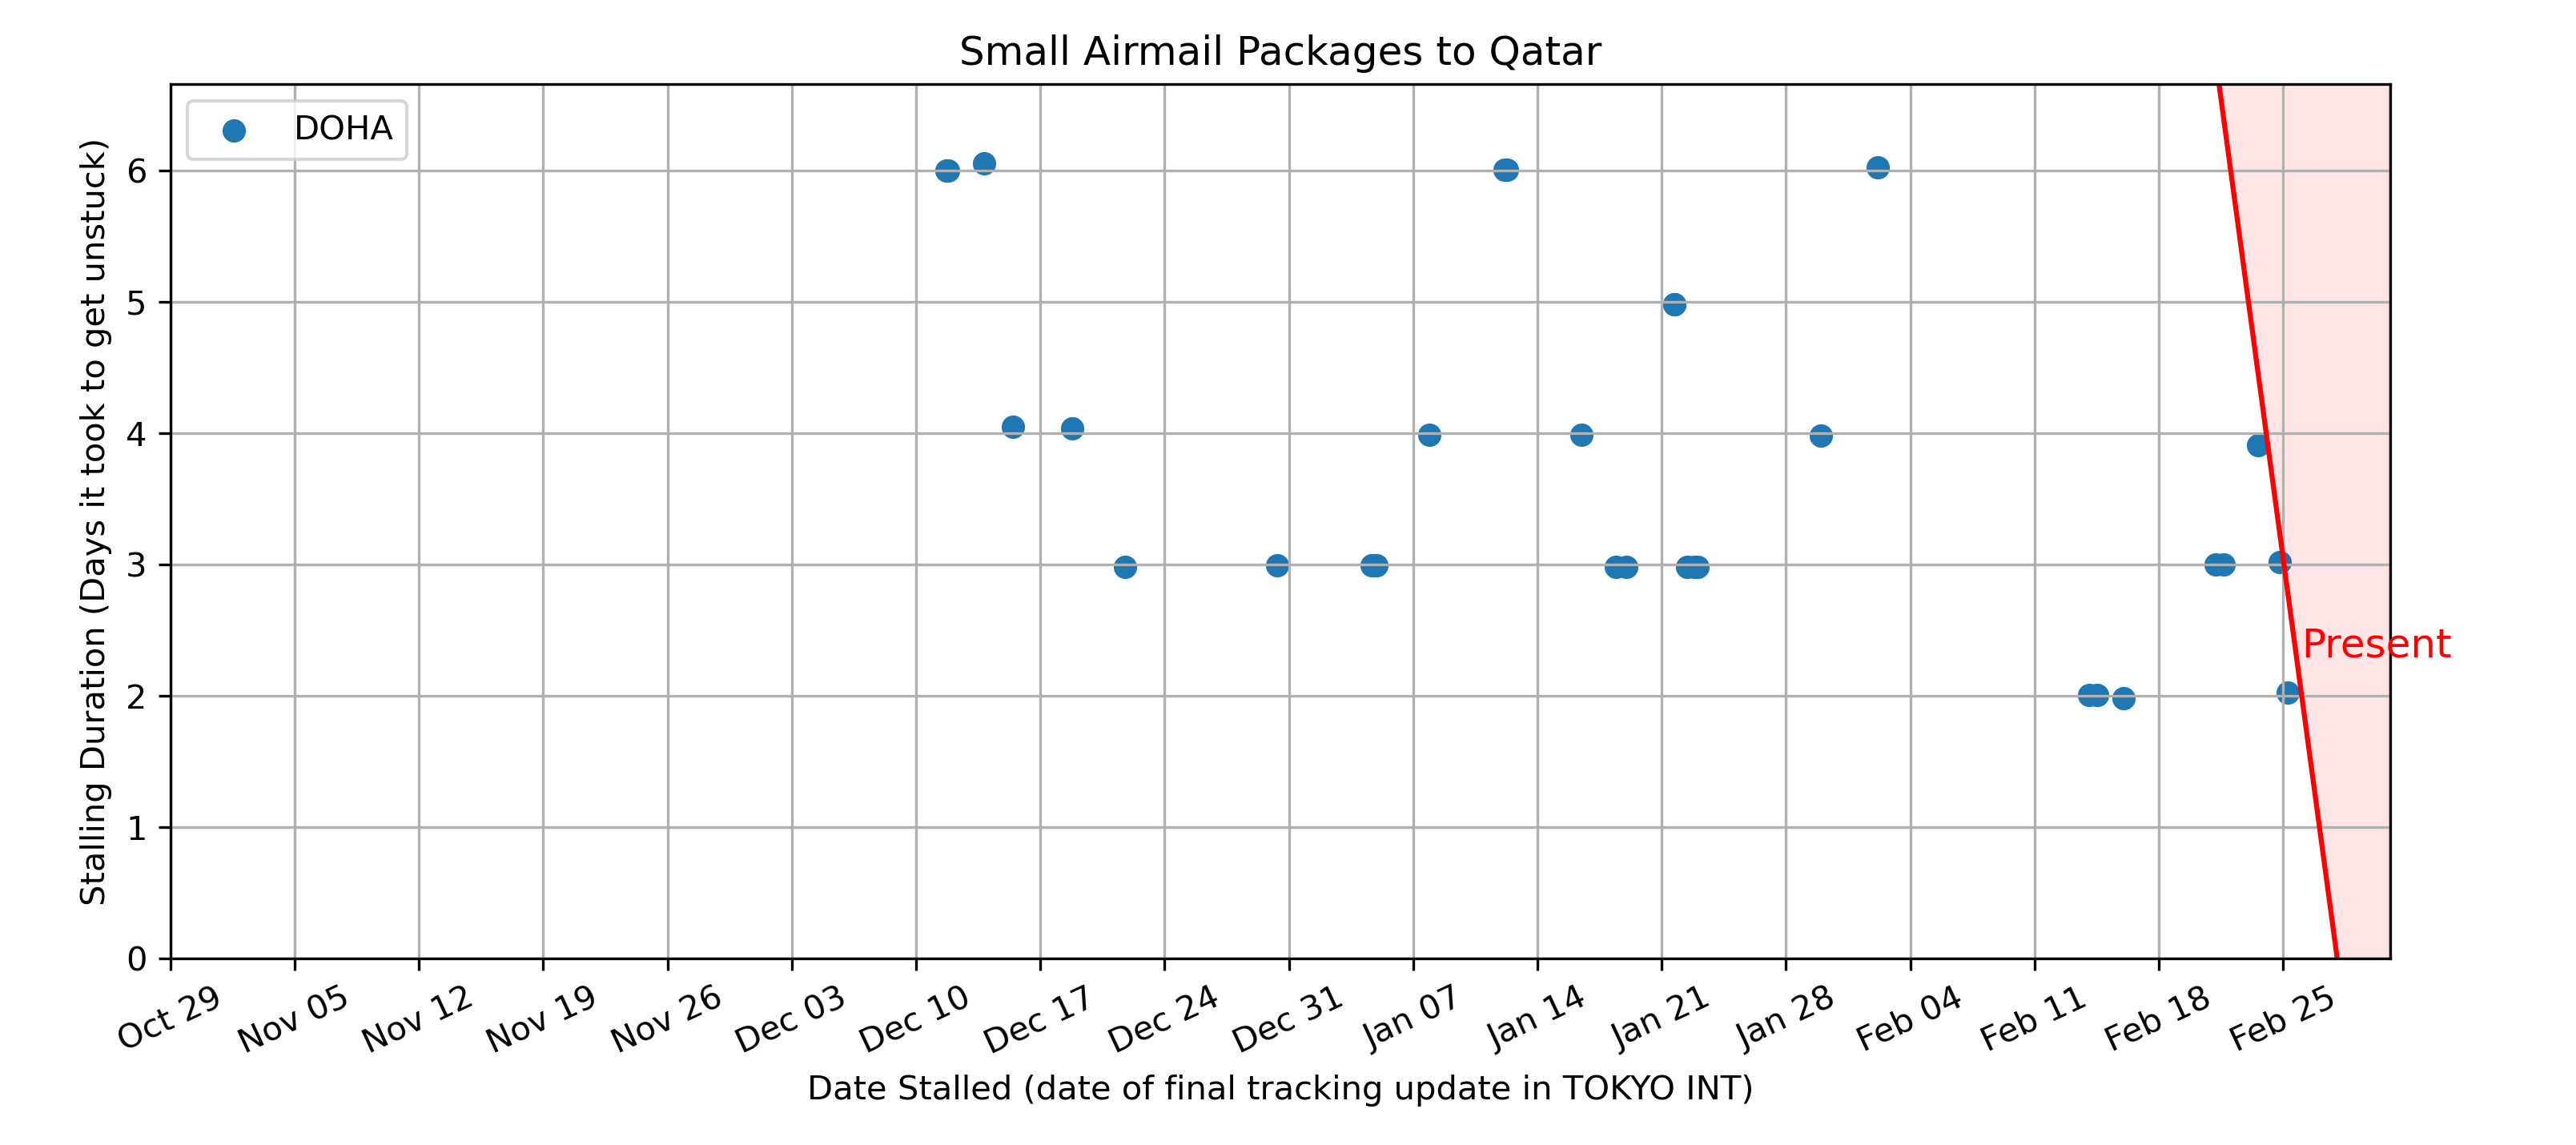 Small Airmail Packages to Qatar
DOHA
Stalling Duration (Days it took to get unstuck)
6
5
4
3
2
1
0
Present
Oct 29 Nov 05 Nov 12 Nov 19 Nov 26 Dec 03 Dec 10 Dec 17 Dec 24 Dec 31 Jan 07 Jan 14 Jan 21 Jan 28 Feb 04 Feb 11 Feb 18 Feb 25
Date Stalled (date of final tracking update in TOKYO INT)